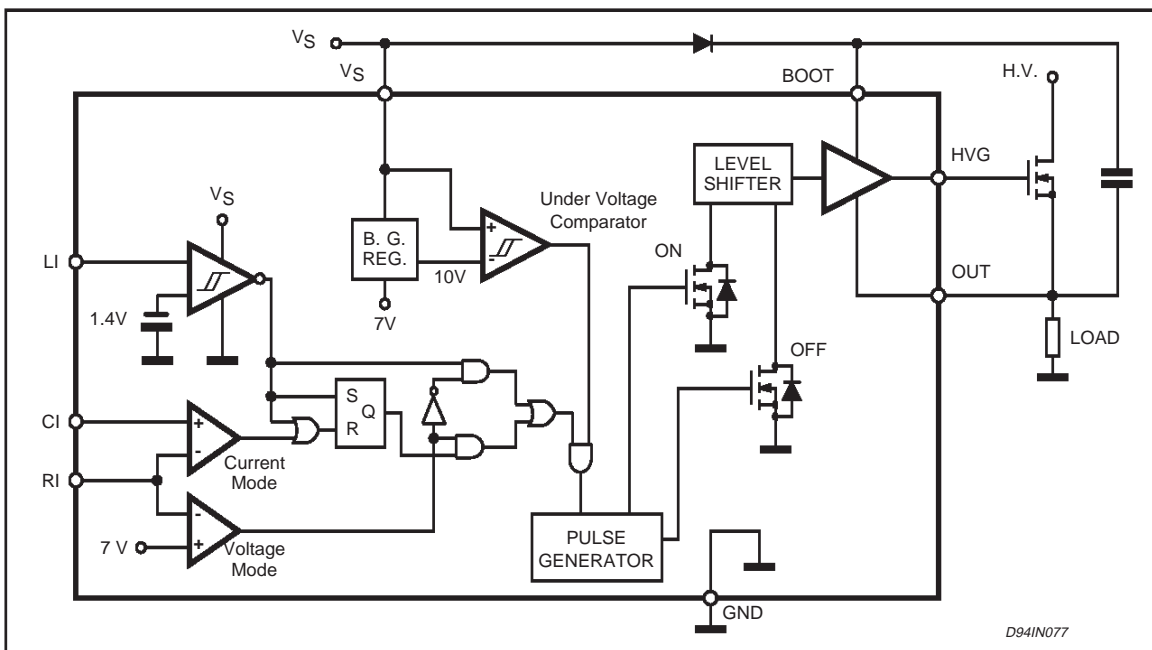 VS
VS
BOOT
H.V.
HVG
LEVEL
SHIFTER
VS
Under Voltage
Comparator
+
-
B. G.
REG.
10V
ON
LI
OUT
7V
1.4V
LOAD
OFF
S
Q
R
CI
+
-
Current
Mode
RI
-
+
7 V
Voltage
Mode
PULSE
GENERATOR
GND
D94IN077